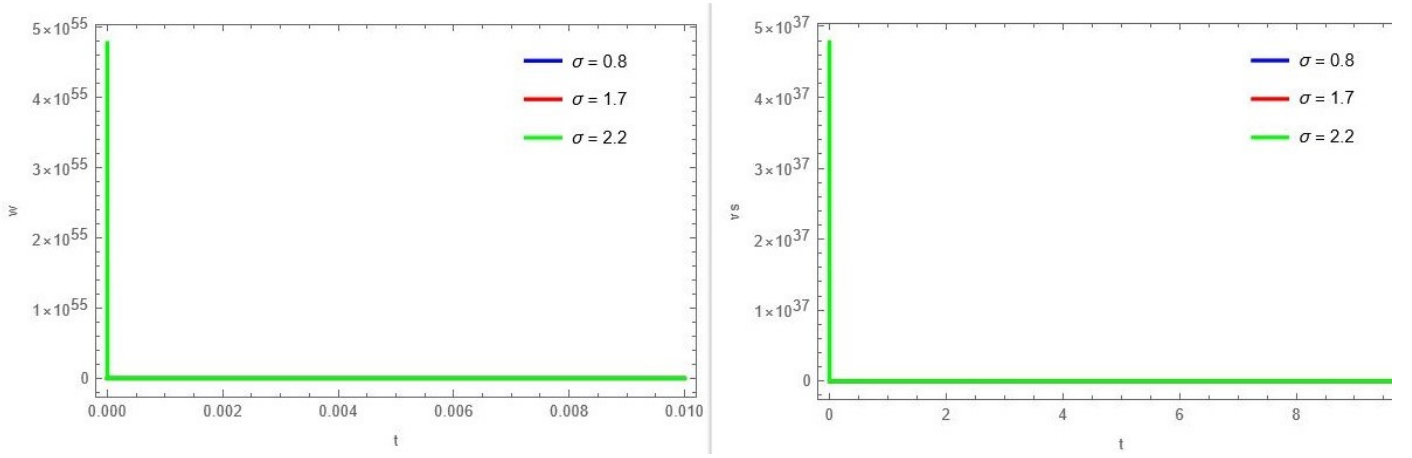 5×10^55
4×10^55
3×10^55
2×10^55
1×10^55
0
w
0.000 0.002 0.004 0.006 0.008 0.010
t
σ = 0.8
σ = 1.7
σ = 2.2
5×10^37
4×10^37
3×10^37
2×10^37
1×10^37
0
vs
0 2 4 6 8
t
σ = 0.8
σ = 1.7
σ = 2.2